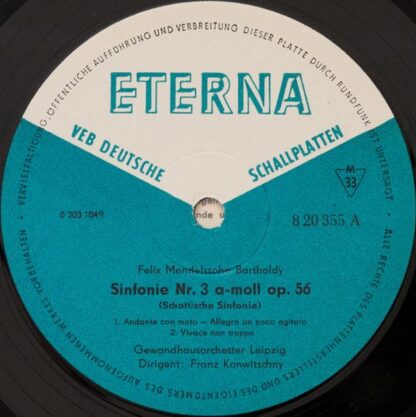 VERVIELFÄLTIGUNG, ÖFFENTLICHE AUFFÜHRUNG UND VERBREITUNG DIESER PLATTE DURCH RUNDFUNK IST UNTERSAGT • ALLE RECHTE DES PLATTENHERSTELLERS UND DES EIGENTÜMERS DES AUFGENOMMENEN WERKES VORBEHALTEN •
ETERNA
VEB DEUTSCHE SCHALLPLATTEN
M
33
0 203 1049
8 20 355 A
Felix Mendelssohn Bartholdy
Sinfonie Nr. 3 a-moll op. 56
(Schottische Sinfonie)
1. Andante con moto – Allegro un poco agitato
2. Vivace non troppo
Gewandhausorchester Leipzig
Dirigent: Franz Konwitschny